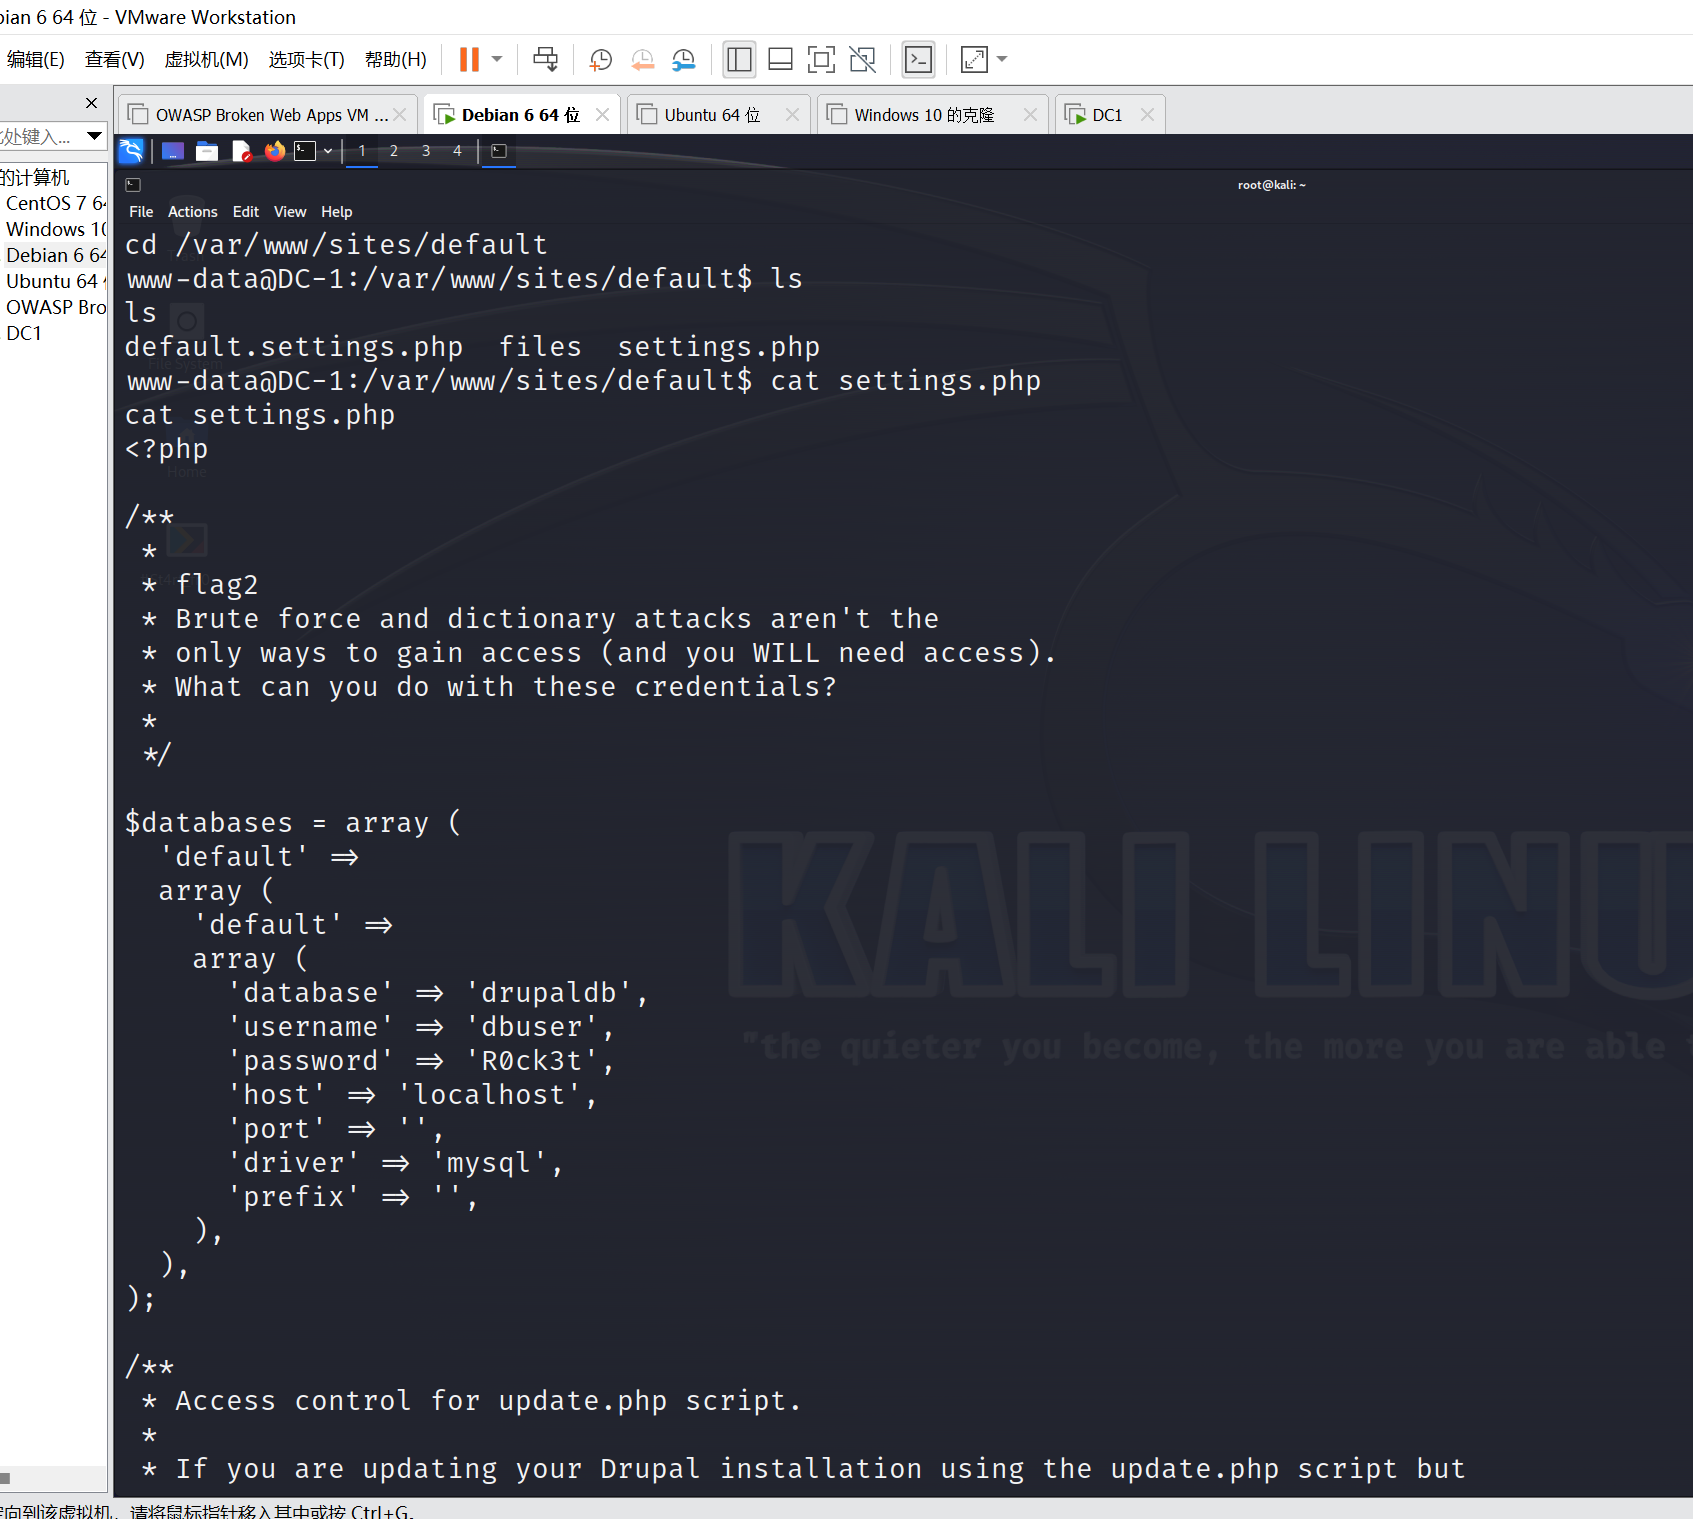 ian 6 64 位 - VMware Workstation
编辑(E) 查看(V) 虚拟机(M) 选项卡(T) 帮助(H)
OWASP Broken Web Apps VM ... Debian 6 64 位 Ubuntu 64 位 Windows 10 的克隆 DC1
处键入...
的计算机
CentOS 7 64
Windows 10
Debian 6 64
Ubuntu 64
OWASP Bro
DC1
1 2 3 4
root@kali: ~
File Actions Edit View Help
cd /var/www/sites/default
www-data@DC-1:/var/www/sites/default$ ls
ls
default.settings.php files settings.php
www-data@DC-1:/var/www/sites/default$ cat settings.php
cat settings.php
<?php
Home
/**
 *
 * flag2
 * Brute force and dictionary attacks aren't the
 * only ways to gain access (and you WILL need access).
 * What can you do with these credentials?
 *
 */
$databases = array (
  'default' =>
  array (
    'default' =>
    array (
      'database' => 'drupaldb',
      'username' => 'dbuser',
      'password' => 'R0ck3t',
      'host' => 'localhost',
      'port' => '',
      'driver' => 'mysql',
      'prefix' => '',
    ),
  ),
);
KALI LINU
"the quieter you become, the more you are able
/**
 * Access control for update.php script.
 *
 * If you are updating your Drupal installation using the update.php script but
定向到该虚拟机，请将鼠标指针移入其中或按 Ctrl+G。